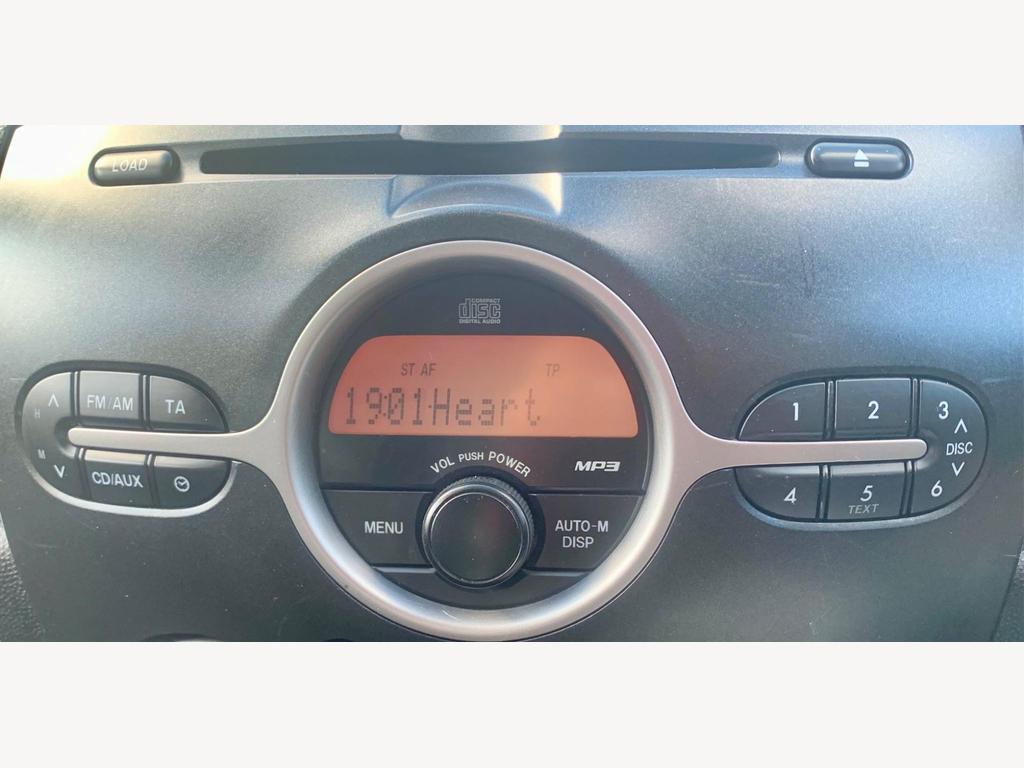 LOAD
COMPACT
disc
DIGITAL AUDIO
ST AF TP
19:01 Heart
H
M
FM/AM
TA
CD/AUX
VOL PUSH POWER
MP3
MENU
AUTO-M
DISP
1
2
3
DISC
4
5
TEXT
6